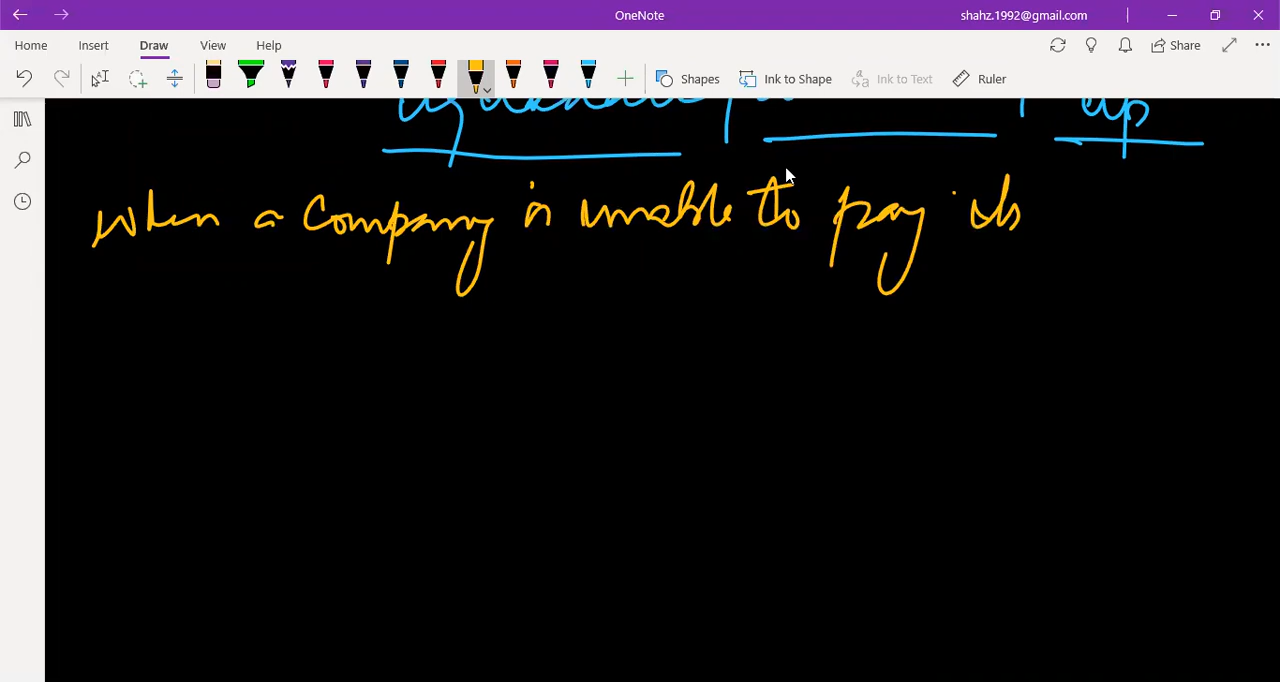 OneNote
shahz.1992@gmail.com
Home Insert Draw View Help
Share
Shapes Ink to Shape Ink to Text Ruler
up
when a Company is unable to pay its